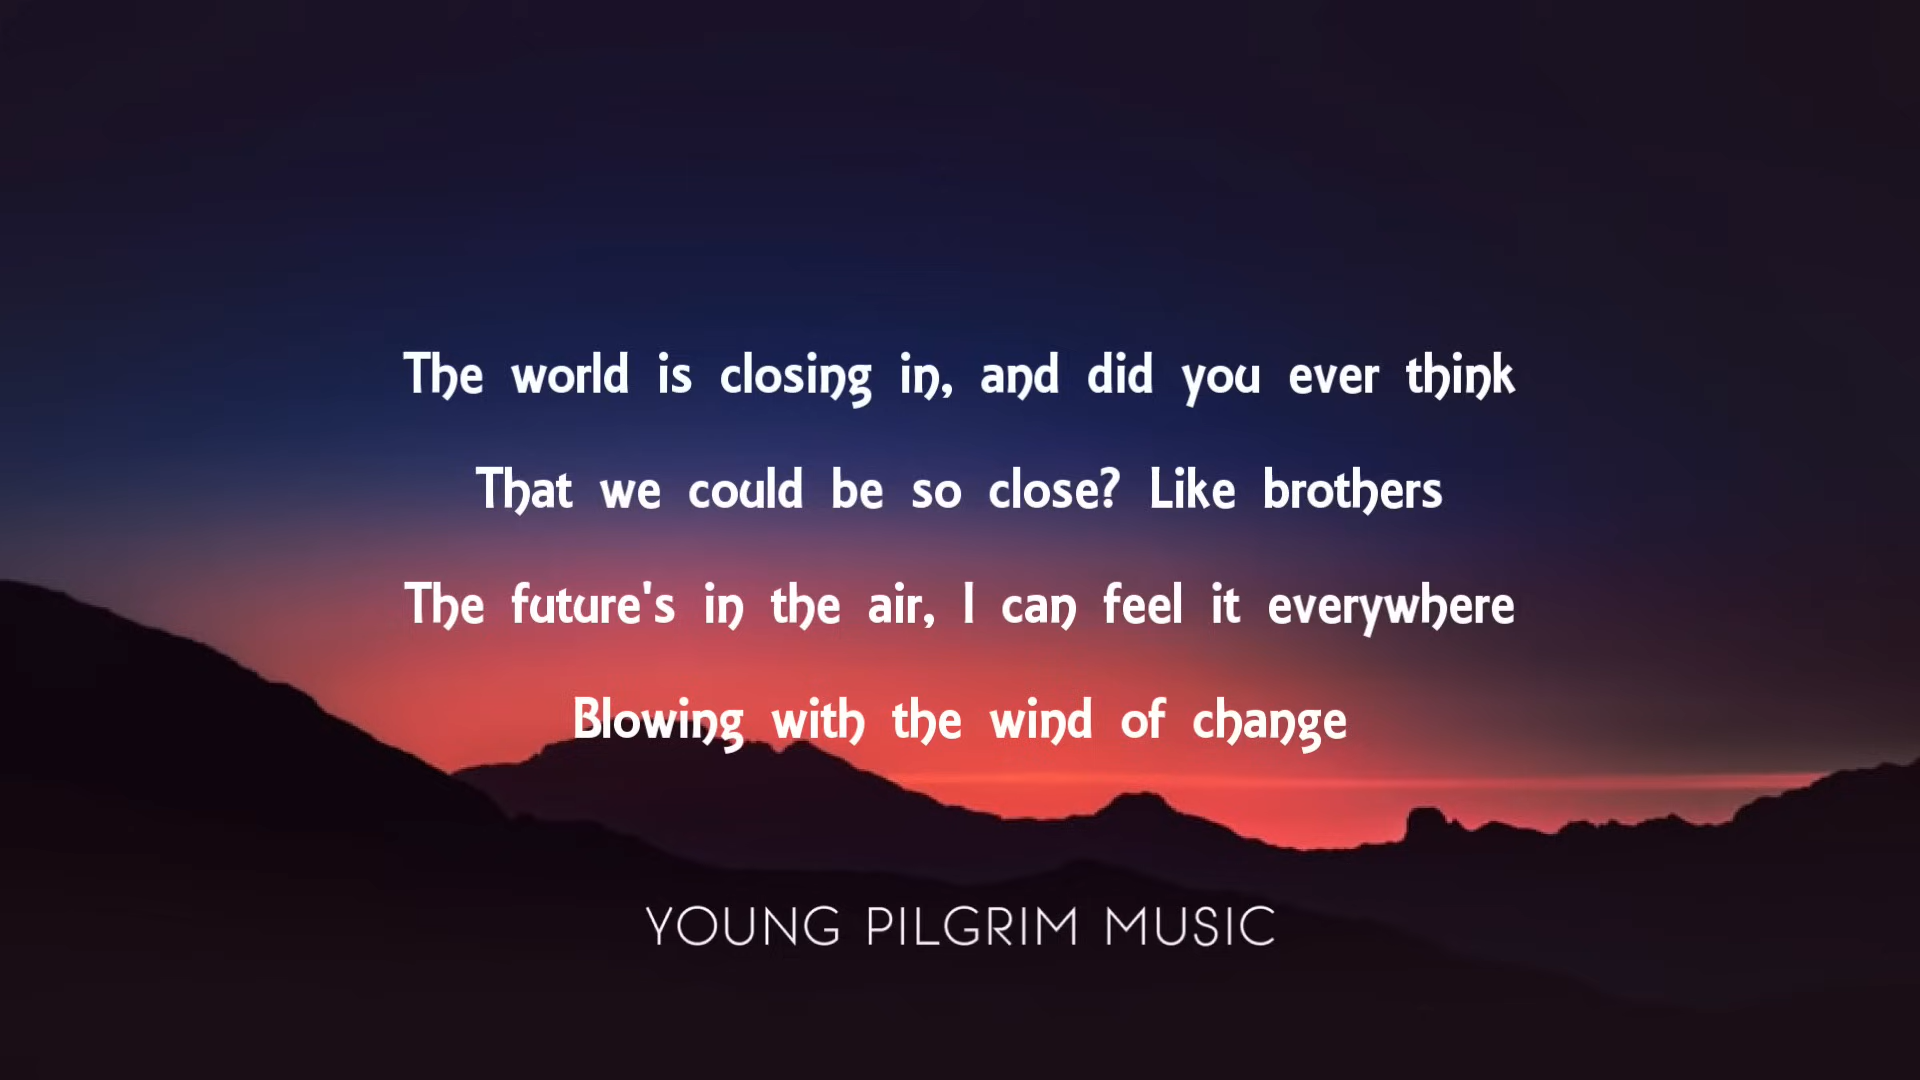 The world is closing in, and did you ever think
That we could be so close? Like brothers
The future's in the air, I can feel it everywhere
Blowing with the wind of change
YOUNG PILGRIM MUSIC